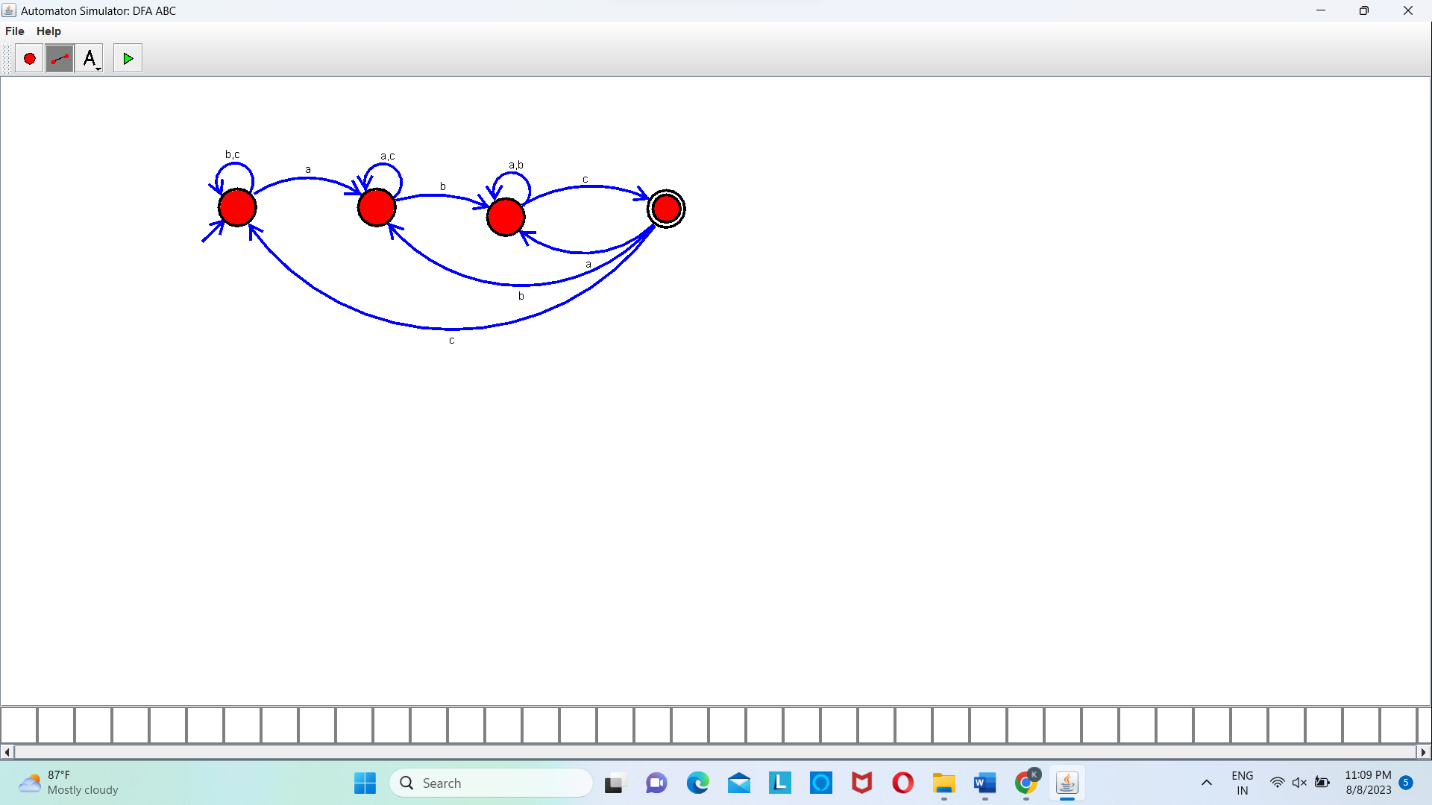 Automaton Simulator: DFA ABC
File Help
A
b,c
a
a,c
b
a,b
c
a
b
c
87°F
Mostly cloudy
Search
L
W
K
ENG
IN
11:09 PM
8/8/2023
5